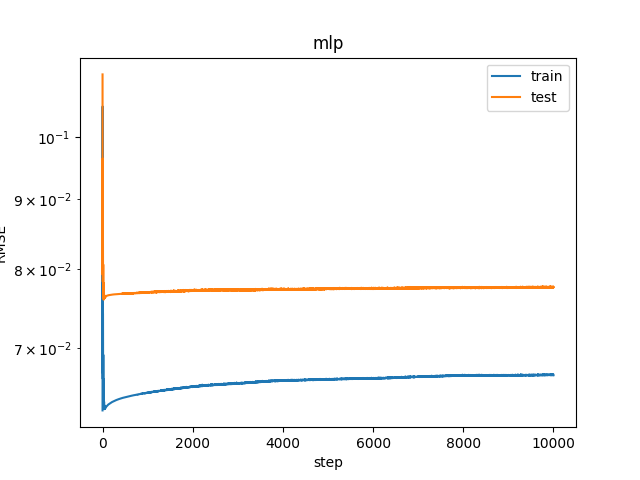 mlp
train
test
10⁻¹
9 × 10⁻²
8 × 10⁻²
7 × 10⁻²
RMSE
0 2000 4000 6000 8000 10000
step